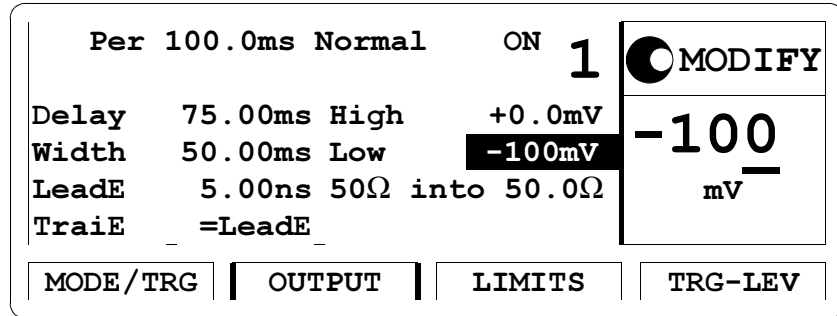 Per 100.0ms Normal ON 1
MODIFY
Delay 75.00ms High +0.0mV
Width 50.00ms Low -100mV
-100
mV
LeadE 5.00ns 50Ω into 50.0Ω
TraiE =LeadE
MODE/TRG OUTPUT LIMITS TRG-LEV